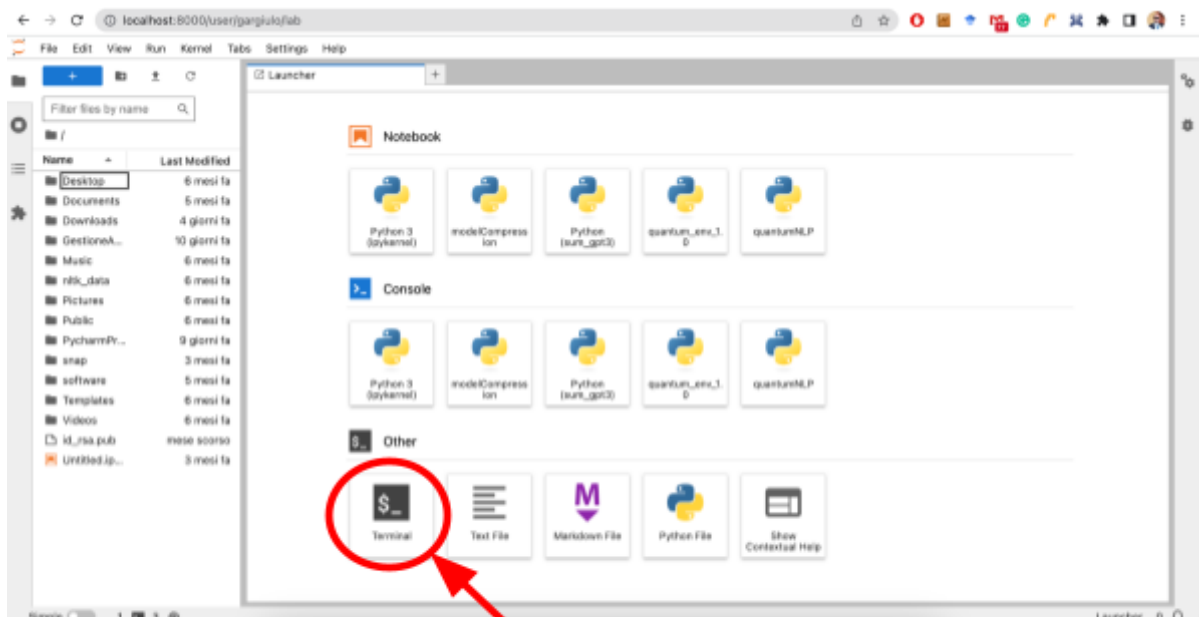 localhost:8000/user/gargiulo/lab
File Edit View Run Kernel Tabs Settings Help
Launcher
Filter files by name
/
Name Last Modified
Desktop 6 mesi fa
Documents 5 mesi fa
Downloads 4 giorni fa
GestioneA... 10 giorni fa
Music 6 mesi fa
nltk_data 6 mesi fa
Pictures 6 mesi fa
Public 6 mesi fa
PycharmPr... 9 giorni fa
snap 3 mesi fa
software 5 mesi fa
Templates 6 mesi fa
Videos 6 mesi fa
id_rsa.pub mese scorso
Untitled.ip... 3 mesi fa
Notebook
Python 3
(ipykernel)
modelCompress
ion
Python
(sum_gpt3)
quantum_env_1.
0
quantumNLP
Console
Python 3
(ipykernel)
modelCompress
ion
Python
(sum_gpt3)
quantum_env_1.
0
quantumNLP
$_ Other
$_
Terminal
Text File
Markdown File
Python File
Show
Contextual Help
Launcher 0